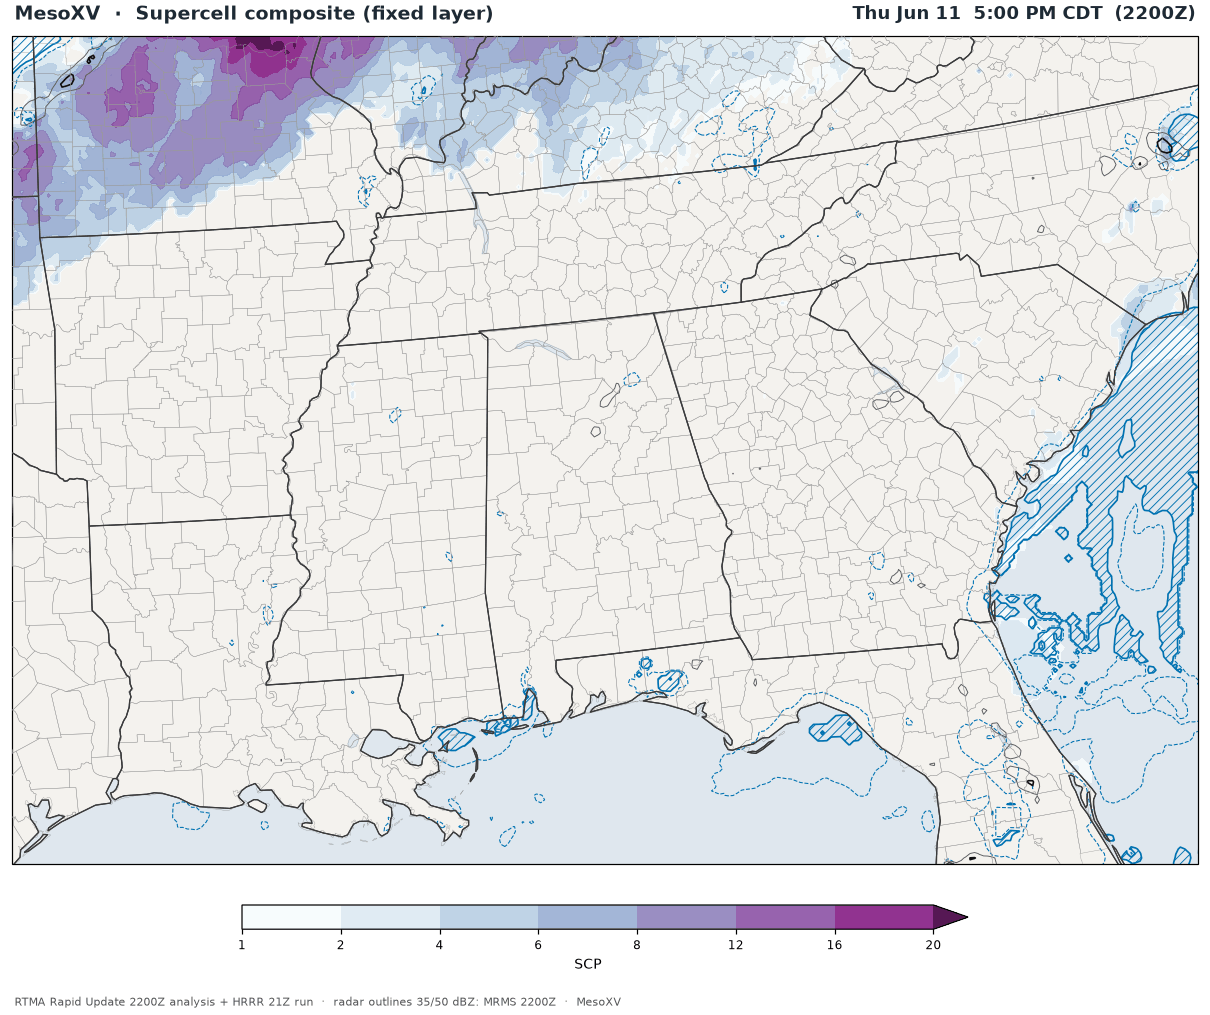 MesoXV · Supercell composite (fixed layer)
Thu Jun 11 5:00 PM CDT (2200Z)
1 2 4 6 8 12 16 20
SCP
RTMA Rapid Update 2200Z analysis + HRRR 21Z run · radar outlines 35/50 dBZ: MRMS 2200Z · MesoXV